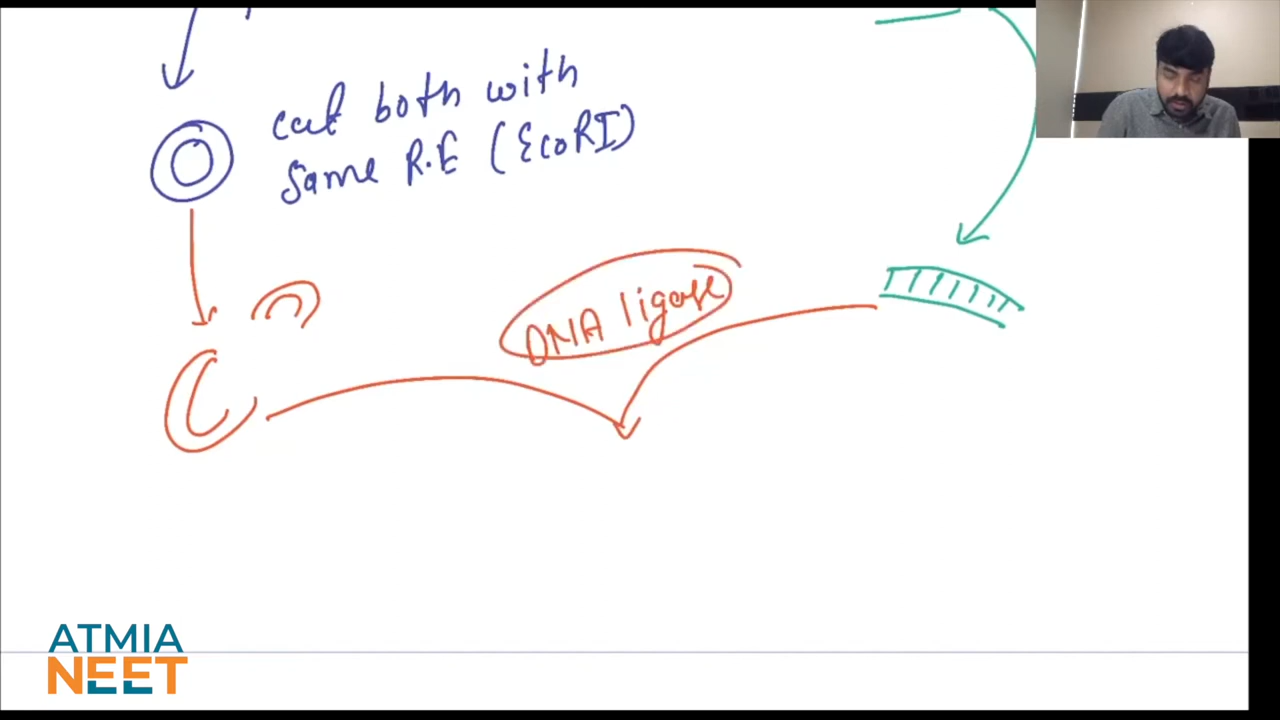 cut both with
same R.E (EcoRI)
DNA ligase
ATMIA
NEET